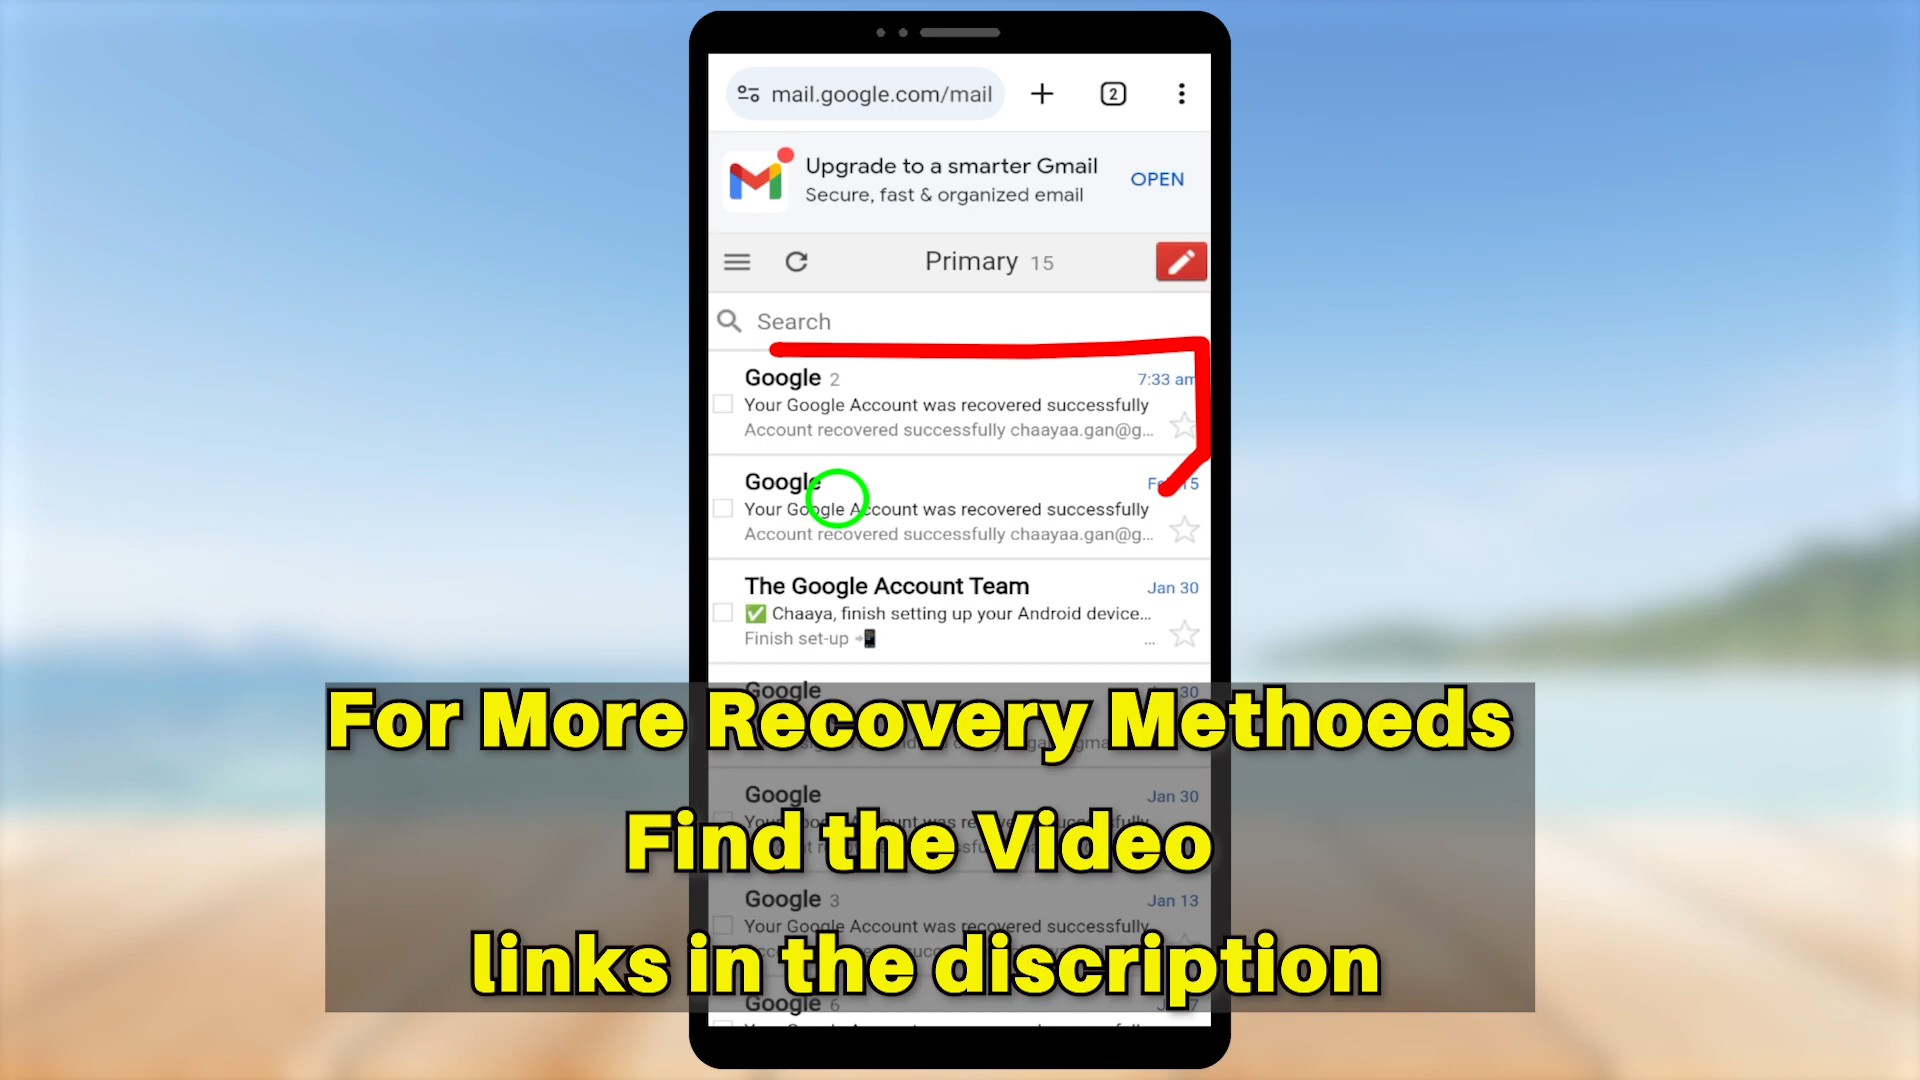 mail.google.com/mail
2
Upgrade to a smarter Gmail
Secure, fast & organized email
OPEN
Primary 15
Search
Google 2
7:33 am
Your Google Account was recovered successfully
Account recovered successfully chaayaa.gan@g...
Google
15
Your Google Account was recovered successfully
Account recovered successfully chaayaa.gan@g...
The Google Account Team
Jan 30
✅ Chaaya, finish setting up your Android device...
Finish set-up 📲
...
Google
30
For More Recovery Methoeds
Google
Jan 30
Find the Video
Google 3
Jan 13
Your Google Account was recovered successfully
links in the discription
Google 6